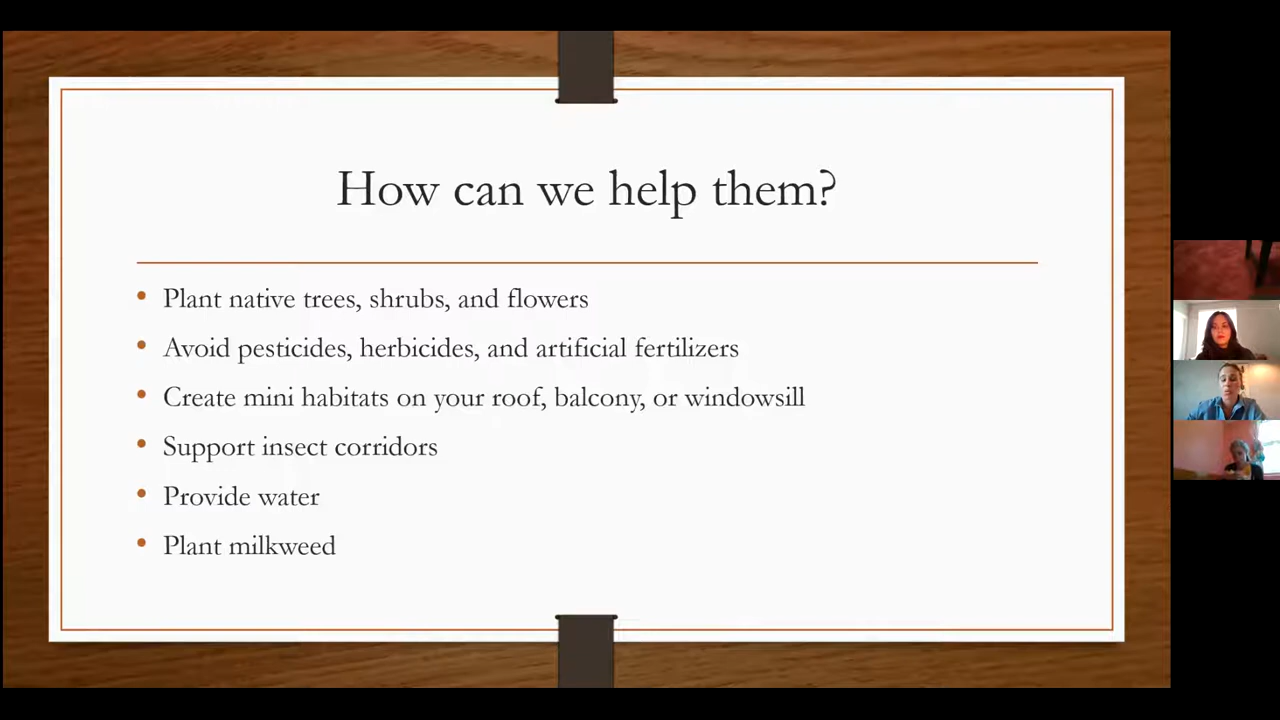 How can we help them?
Plant native trees, shrubs, and flowers
Avoid pesticides, herbicides, and artificial fertilizers
Create mini habitats on your roof, balcony, or windowsill
Support insect corridors
Provide water
Plant milkweed